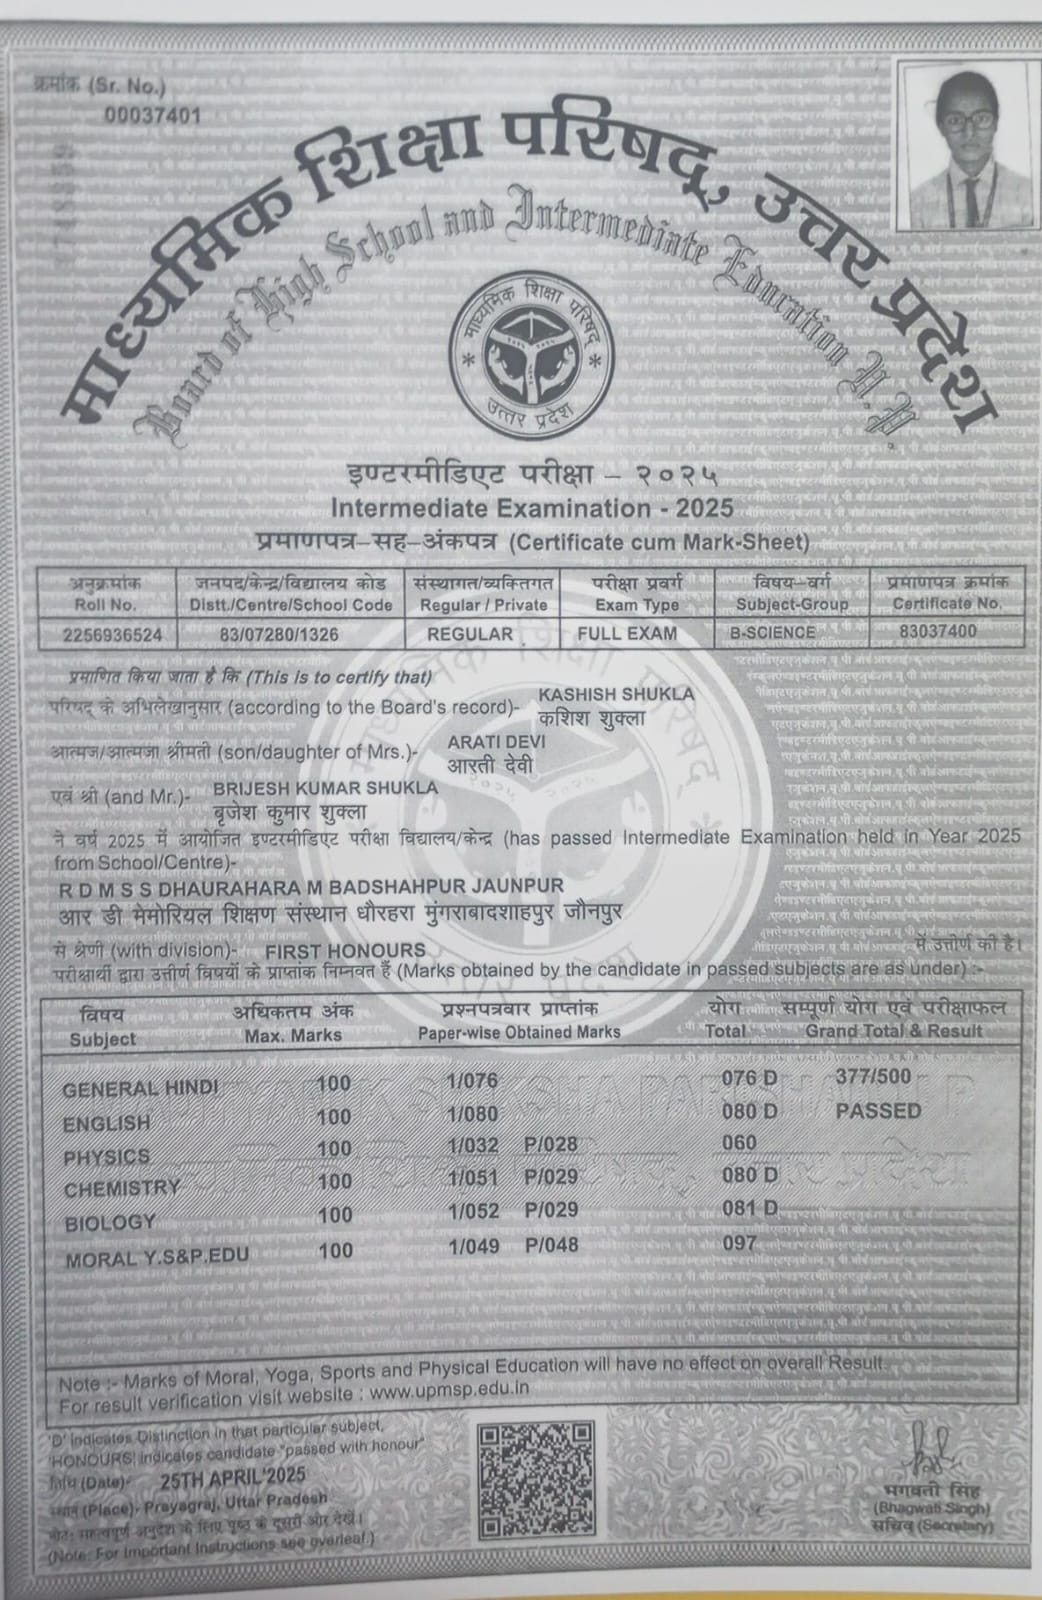 क्रमांक (Sr. No.)
00037401
माध्यमिक शिक्षा परिषद्, उत्तर प्रदेश
Board of High School and Intermediate Education U.P.
माध्यमिक शिक्षा परिषद्
उत्तर प्रदेश
इण्टरमीडिएट परीक्षा – २०२५
Intermediate Examination - 2025
प्रमाणपत्र–सह–अंकपत्र (Certificate cum Mark-Sheet)
अनुक्रमांक जनपद/केन्द्र/विद्यालय कोड संस्थागत/व्यक्तिगत परीक्षा प्रवर्ग विषय–वर्ग प्रमाणपत्र क्रमांक
Roll No. Distt./Centre/School Code Regular / Private Exam Type Subject-Group Certificate No.
2256936524 83/07280/1326 REGULAR FULL EXAM B-SCIENCE 83037400
प्रमाणित किया जाता है कि (This is to certify that)
KASHISH SHUKLA
परिषद के अभिलेखानुसार (according to the Board's record)- कशिश शुक्ला
ARATI DEVI
आत्मज/आत्मजा श्रीमती (son/daughter of Mrs.)- आरती देवी
BRIJESH KUMAR SHUKLA
एवं श्री (and Mr.)- बृजेश कुमार शुक्ला
ने वर्ष 2025 में आयोजित इण्टरमीडिएट परीक्षा विद्यालय/केन्द्र (has passed Intermediate Examination held in Year 2025
from School/Centre)-
R D M S S DHAURAHARA M BADSHAHPUR JAUNPUR
आर डी मेमोरियल शिक्षण संस्थान धौरहरा मुंगराबादशाहपुर जौनपुर
से श्रेणी (with division)- FIRST HONOURS में उत्तीर्ण की है।
परीक्षार्थी द्वारा उत्तीर्ण विषयों के प्राप्तांक निम्नवत हैं (Marks obtained by the candidate in passed subjects are as under) :-
विषय अधिकतम अंक प्रश्नपत्रवार प्राप्तांक योग सम्पूर्ण योग एवं परीक्षाफल
Subject Max. Marks Paper-wise Obtained Marks Total Grand Total & Result
GENERAL HINDI 100 1/076 076 D 377/500
ENGLISH 100 1/080 080 D PASSED
PHYSICS 100 1/032 P/028 060
CHEMISTRY 100 1/051 P/029 080 D
BIOLOGY 100 1/052 P/029 081 D
MORAL Y.S&P.EDU 100 1/049 P/048 097
Note :- Marks of Moral, Yoga, Sports and Physical Education will have no effect on overall Result.
For result verification visit website : www.upmsp.edu.in
'D' indicates Distinction in that particular subject,
'HONOURS' indicates candidate "passed with honour"
तिथि (Date)- 25TH APRIL'2025
स्थान (Place)- Prayagraj, Uttar Pradesh
नोट: महत्वपूर्ण अनुदेश के लिए पृष्ठ के दूसरी ओर देखें।
(Note: For Important Instructions see overleaf.)
भगवती सिंह
(Bhagwati Singh)
सचिव (Secretary)